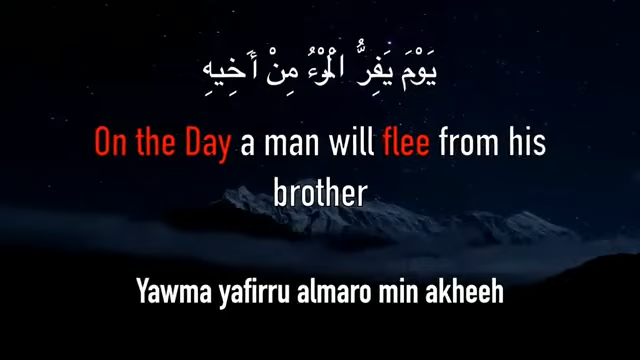 يَوْمَ يَفِرُّ الْمَرْءُ مِنْ أَخِيهِ
On the Day a man will flee from his
brother
Yawma yafirru almaro min akheeh